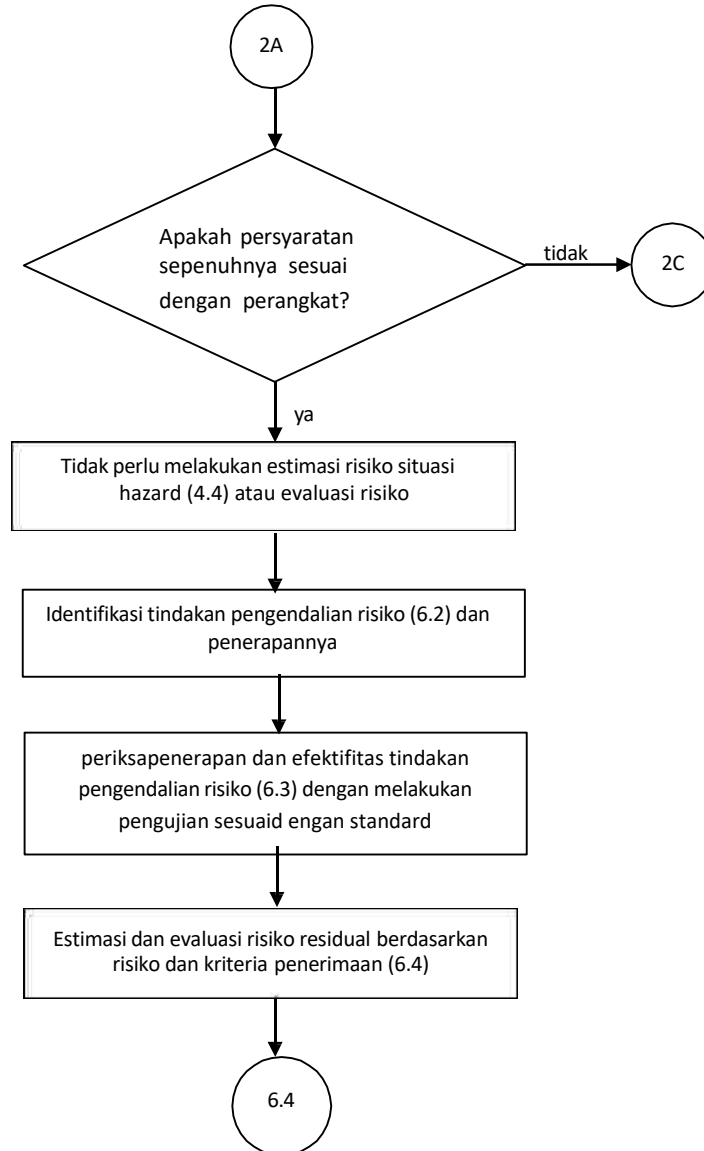 2A
Apakah persyaratan
sepenuhnya sesuai
dengan perangkat?
tidak
2C
ya
Tidak perlu melakukan estimasi risiko situasi
hazard (4.4) atau evaluasi risiko
Identifikasi tindakan pengendalian risiko (6.2) dan
penerapannya
periksapenerapan dan efektifitas tindakan
pengendalian risiko (6.3) dengan melakukan
pengujian sesuaid engan standard
Estimasi dan evaluasi risiko residual berdasarkan
risiko dan kriteria penerimaan (6.4)
6.4